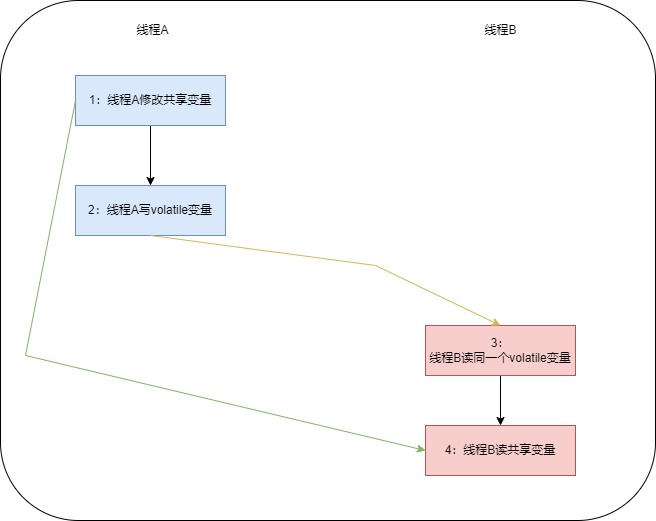 线程A
线程B
1：线程A修改共享变量
2：线程A写volatile变量
3：
线程B读同一个volatile变量
4：线程B读共享变量